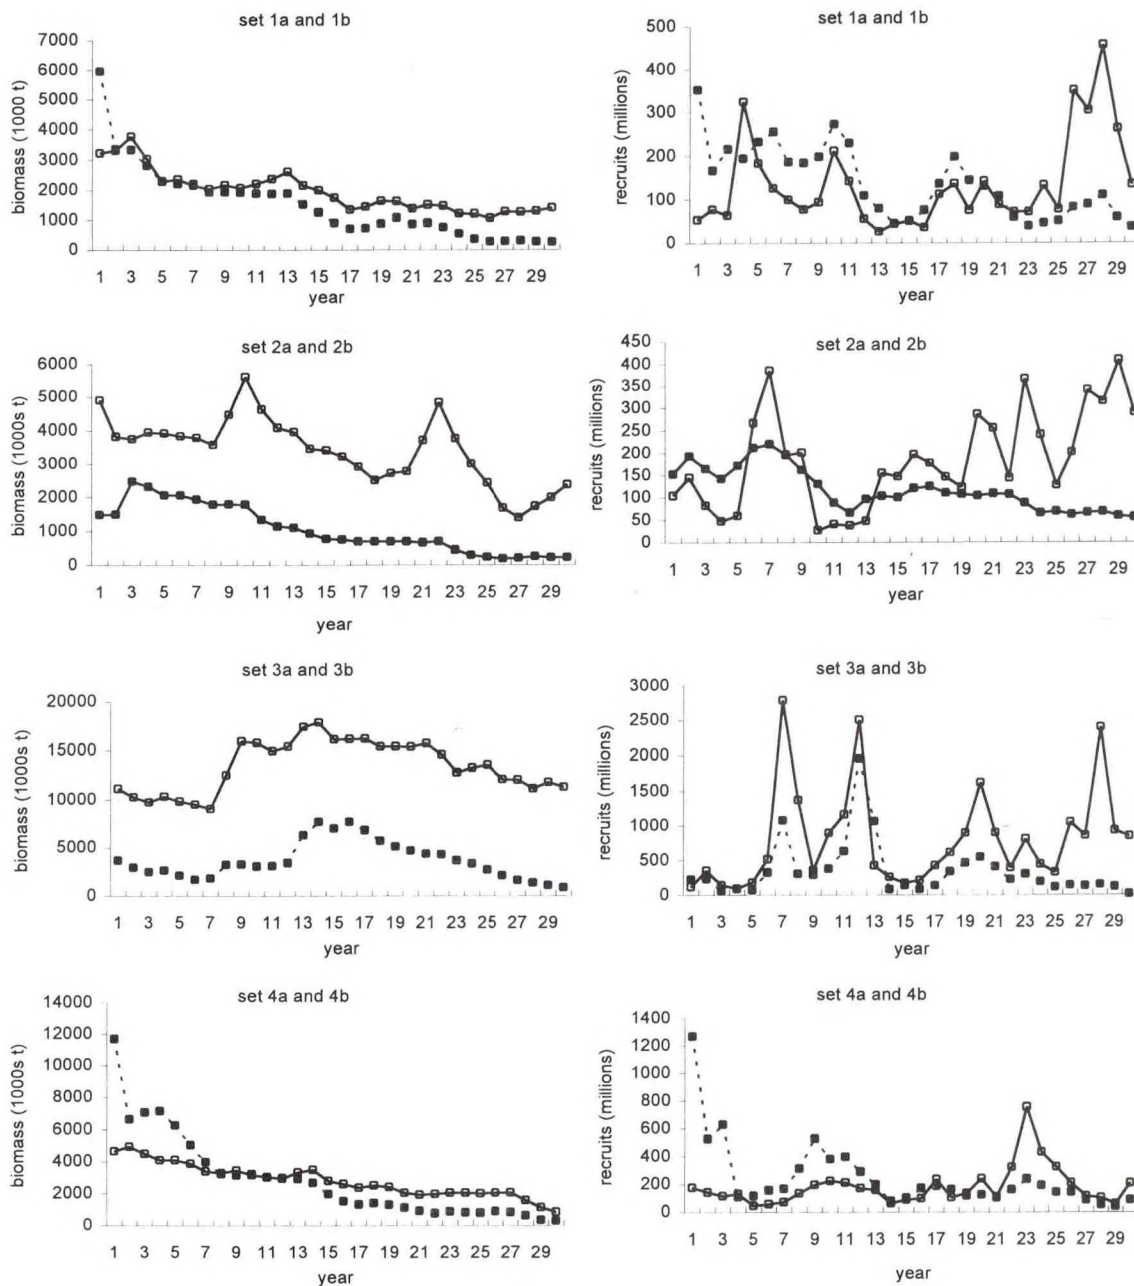 set 1a and 1b
biomass (1000 t)
7000
6000
5000
4000
3000
2000
1000
0
1 3 5 7 9 11 13 15 17 19 21 23 25 27 29
year
set 1a and 1b
recruits (millions)
500
400
300
200
100
0
1 3 5 7 9 11 13 15 17 19 21 23 25 27 29
year
set 2a and 2b
biomass (1000s t)
6000
5000
4000
3000
2000
1000
0
1 3 5 7 9 11 13 15 17 19 21 23 25 27 29
year
set 2a and 2b
recruits (millions)
450
400
350
300
250
200
150
100
50
0
1 3 5 7 9 11 13 15 17 19 21 23 25 27 29
year
set 3a and 3b
biomass (1000s t)
20000
15000
10000
5000
0
1 3 5 7 9 11 13 15 17 19 21 23 25 27 29
year
set 3a and 3b
recruits (millions)
3000
2500
2000
1500
1000
500
0
1 3 5 7 9 11 13 15 17 19 21 23 25 27 29
year
set 4a and 4b
biomass (1000s t)
14000
12000
10000
8000
6000
4000
2000
0
1 3 5 7 9 11 13 15 17 19 21 23 25 27 29
year
set 4a and 4b
recruits (millions)
1400
1200
1000
800
600
400
200
0
1 3 5 7 9 11 13 15 17 19 21 23 25 27 29
year